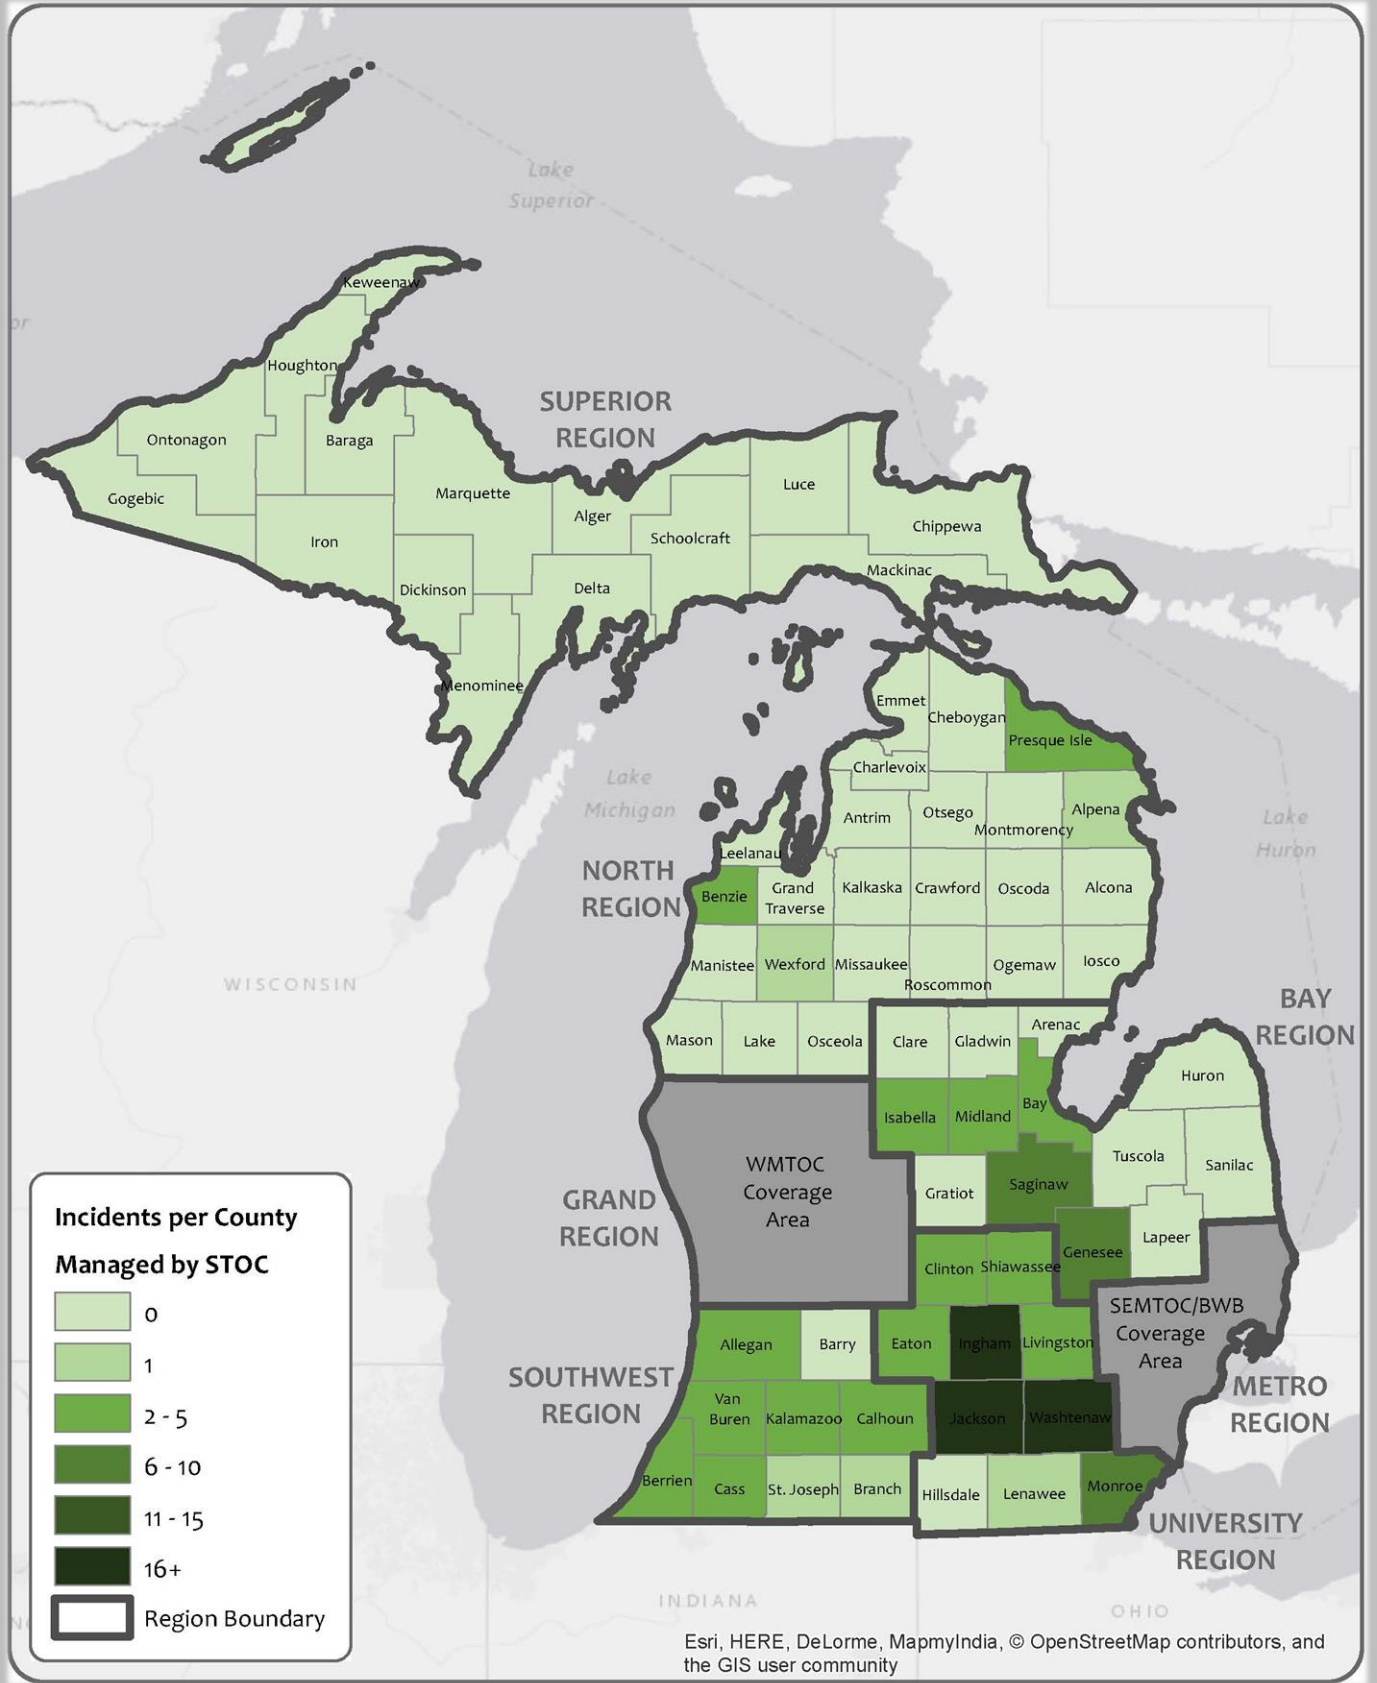 Lake
Superior
or
Keweenaw
Houghton
SUPERIOR
REGION
Ontonagon
Baraga
Gogebic
Marquette
Luce
Alger
Chippewa
Iron
Schoolcraft
Mackinac
Dickinson
Delta
Menominee
Emmet
Cheboygan
Presque Isle
Charlevoix
Lake
Michigan
Antrim
Otsego
Montmorency
Alpena
Lake
Huron
Leelanau
NORTH
REGION
Benzie
Grand
Traverse
Kalkaska
Crawford
Oscoda
Alcona
Manistee
Wexford
Missaukee
Roscommon
Ogemaw
Iosco
WISCONSIN
BAY
REGION
Mason
Lake
Osceola
Clare
Gladwin
Arenac
Huron
Isabella
Midland
Bay
Tuscola
Sanilac
WMTOC
Coverage
Area
Gratiot
Saginaw
GRAND
REGION
Lapeer
Genesee
Clinton
Shiawassee
SEMTOC/BWB
Coverage
Area
Allegan
Barry
Eaton
Ingham
Livingston
SOUTHWEST
REGION
METRO
REGION
Van
Buren
Kalamazoo
Calhoun
Jackson
Washtenaw
Berrien
Cass
St. Joseph
Branch
Hillsdale
Lenawee
Monroe
UNIVERSITY
REGION
INDIANA
OHIO
Incidents per County
Managed by STOC
0
1
2 - 5
6 - 10
11 - 15
16+
Region Boundary
Esri, HERE, DeLorme, MapmyIndia, © OpenStreetMap contributors, and
the GIS user community